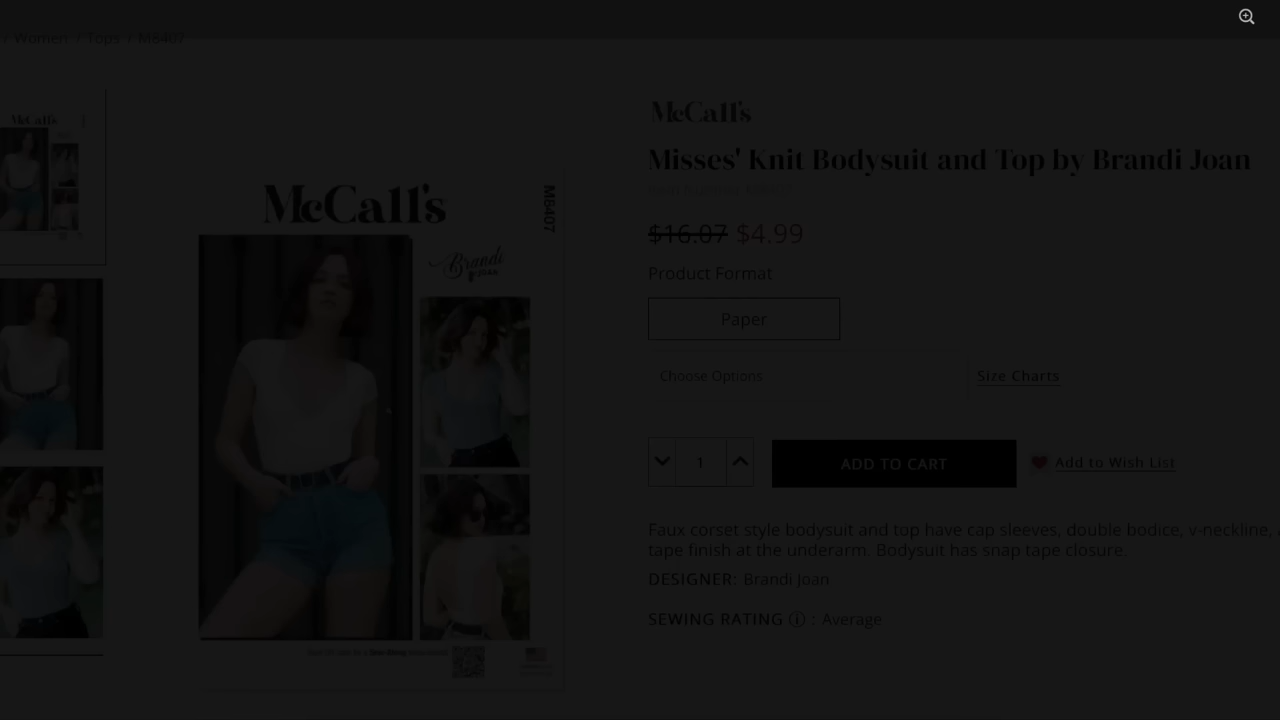 / Women / Tops / M8407
McCall's
McCall's
Misses' Knit Bodysuit and Top by Brandi Joan
McCall's
M8407
$16.07 $4.99
Brandi
JOAN
Product Format
Paper
Choose Options
Size Charts
1
ADD TO CART
Add to Wish List
Faux corset style bodysuit and top have cap sleeves, double bodice, v-neckline,
tape finish at the underarm. Bodysuit has snap tape closure.
DESIGNER: Brandi Joan
SEWING RATING ⓘ : Average